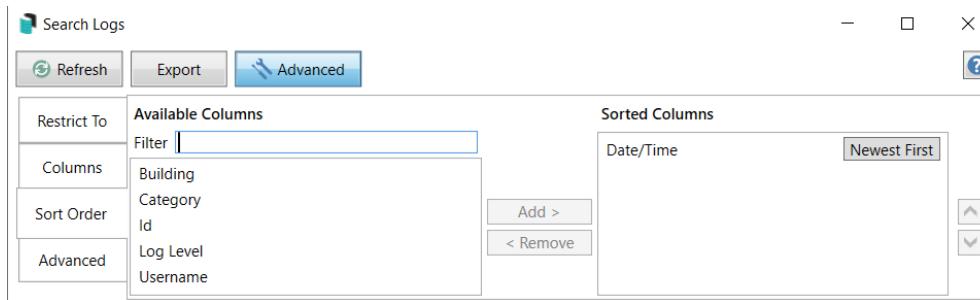 Search Logs
Refresh Export Advanced
Restrict To
Columns
Sort Order
Advanced
Available Columns
Filter
Building
Category
Id
Log Level
Username
Add >
< Remove
Sorted Columns
Date/Time Newest First
?